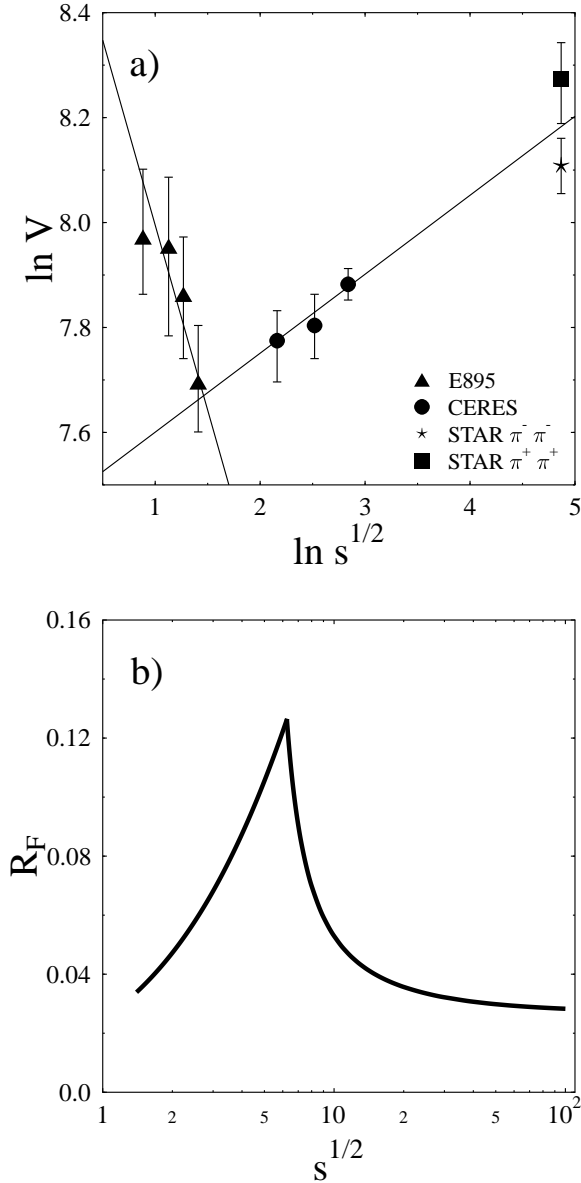 8.4
a)
8.2
8.0
ln V
7.8
7.6
▲ E895
● CERES
★ STAR π⁻ π⁻
■ STAR π⁺ π⁺
1 2 3 4 5
ln s^{1/2}
0.16
b)
0.12
R_F
0.08
0.04
0.0
1 2 5 10 2 5 10²
s^{1/2}